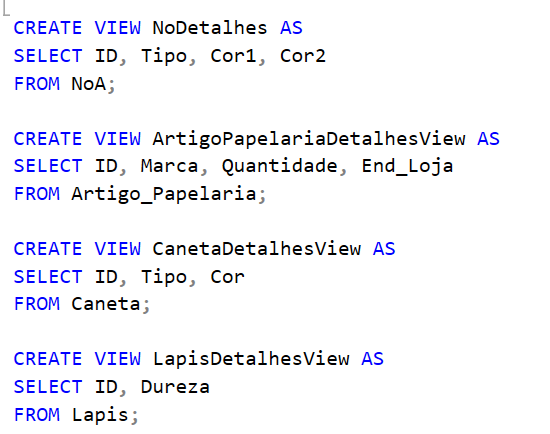 CREATE VIEW NoDetalhes AS
SELECT ID, Tipo, Cor1, Cor2
FROM NoA;
CREATE VIEW ArtigoPapelariaDetalhesView AS
SELECT ID, Marca, Quantidade, End_Loja
FROM Artigo_Papelaria;
CREATE VIEW CanetaDetalhesView AS
SELECT ID, Tipo, Cor
FROM Caneta;
CREATE VIEW LapisDetalhesView AS
SELECT ID, Dureza
FROM Lapis;